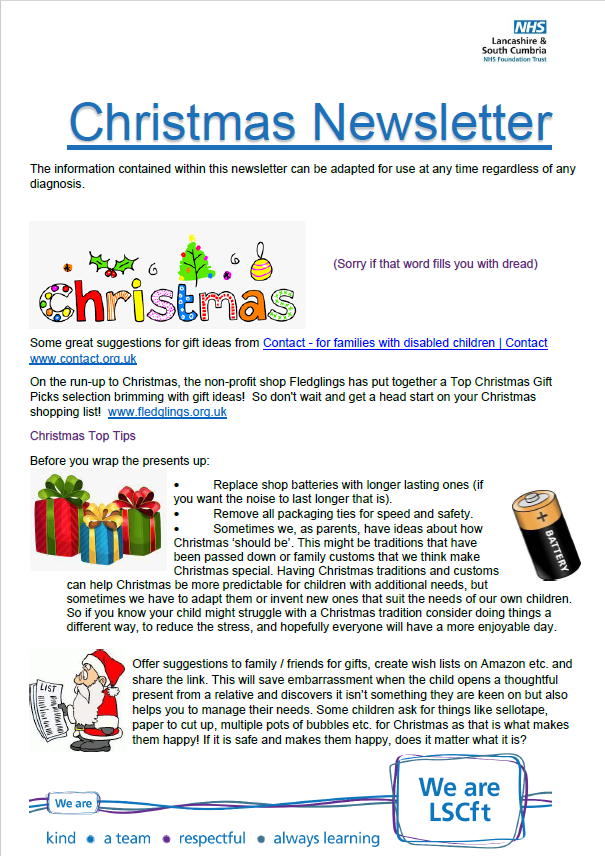 NHS
Lancashire &
South Cumbria
NHS Foundation Trust
Christmas Newsletter
The information contained within this newsletter can be adapted for use at any time regardless of any
diagnosis.
Christmas
(Sorry if that word fills you with dread)
Some great suggestions for gift ideas from Contact - for families with disabled children | Contact
www.contact.org.uk
On the run-up to Christmas, the non-profit shop Fledglings has put together a Top Christmas Gift
Picks selection brimming with gift ideas!  So don't wait and get a head start on your Christmas
shopping list!  www.fledglings.org.uk
Christmas Top Tips
Before you wrap the presents up:
• Replace shop batteries with longer lasting ones (if
you want the noise to last longer that is).
• Remove all packaging ties for speed and safety.
• Sometimes we, as parents, have ideas about how
Christmas ‘should be’. This might be traditions that have
been passed down or family customs that we think make
Christmas special. Having Christmas traditions and customs
can help Christmas be more predictable for children with additional needs, but
sometimes we have to adapt them or invent new ones that suit the needs of our own children.
So if you know your child might struggle with a Christmas tradition consider doing things a
different way, to reduce the stress, and hopefully everyone will have a more enjoyable day.
BATTERY
LIST
Offer suggestions to family / friends for gifts, create wish lists on Amazon etc. and
share the link. This will save embarrassment when the child opens a thoughtful
present from a relative and discovers it isn’t something they are keen on but also
helps you to manage their needs. Some children ask for things like sellotape,
paper to cut up, multiple pots of bubbles etc. for Christmas as that is what makes
them happy! If it is safe and makes them happy, does it matter what it is?
We are
We are
LSCft
kind • a team • respectful • always learning